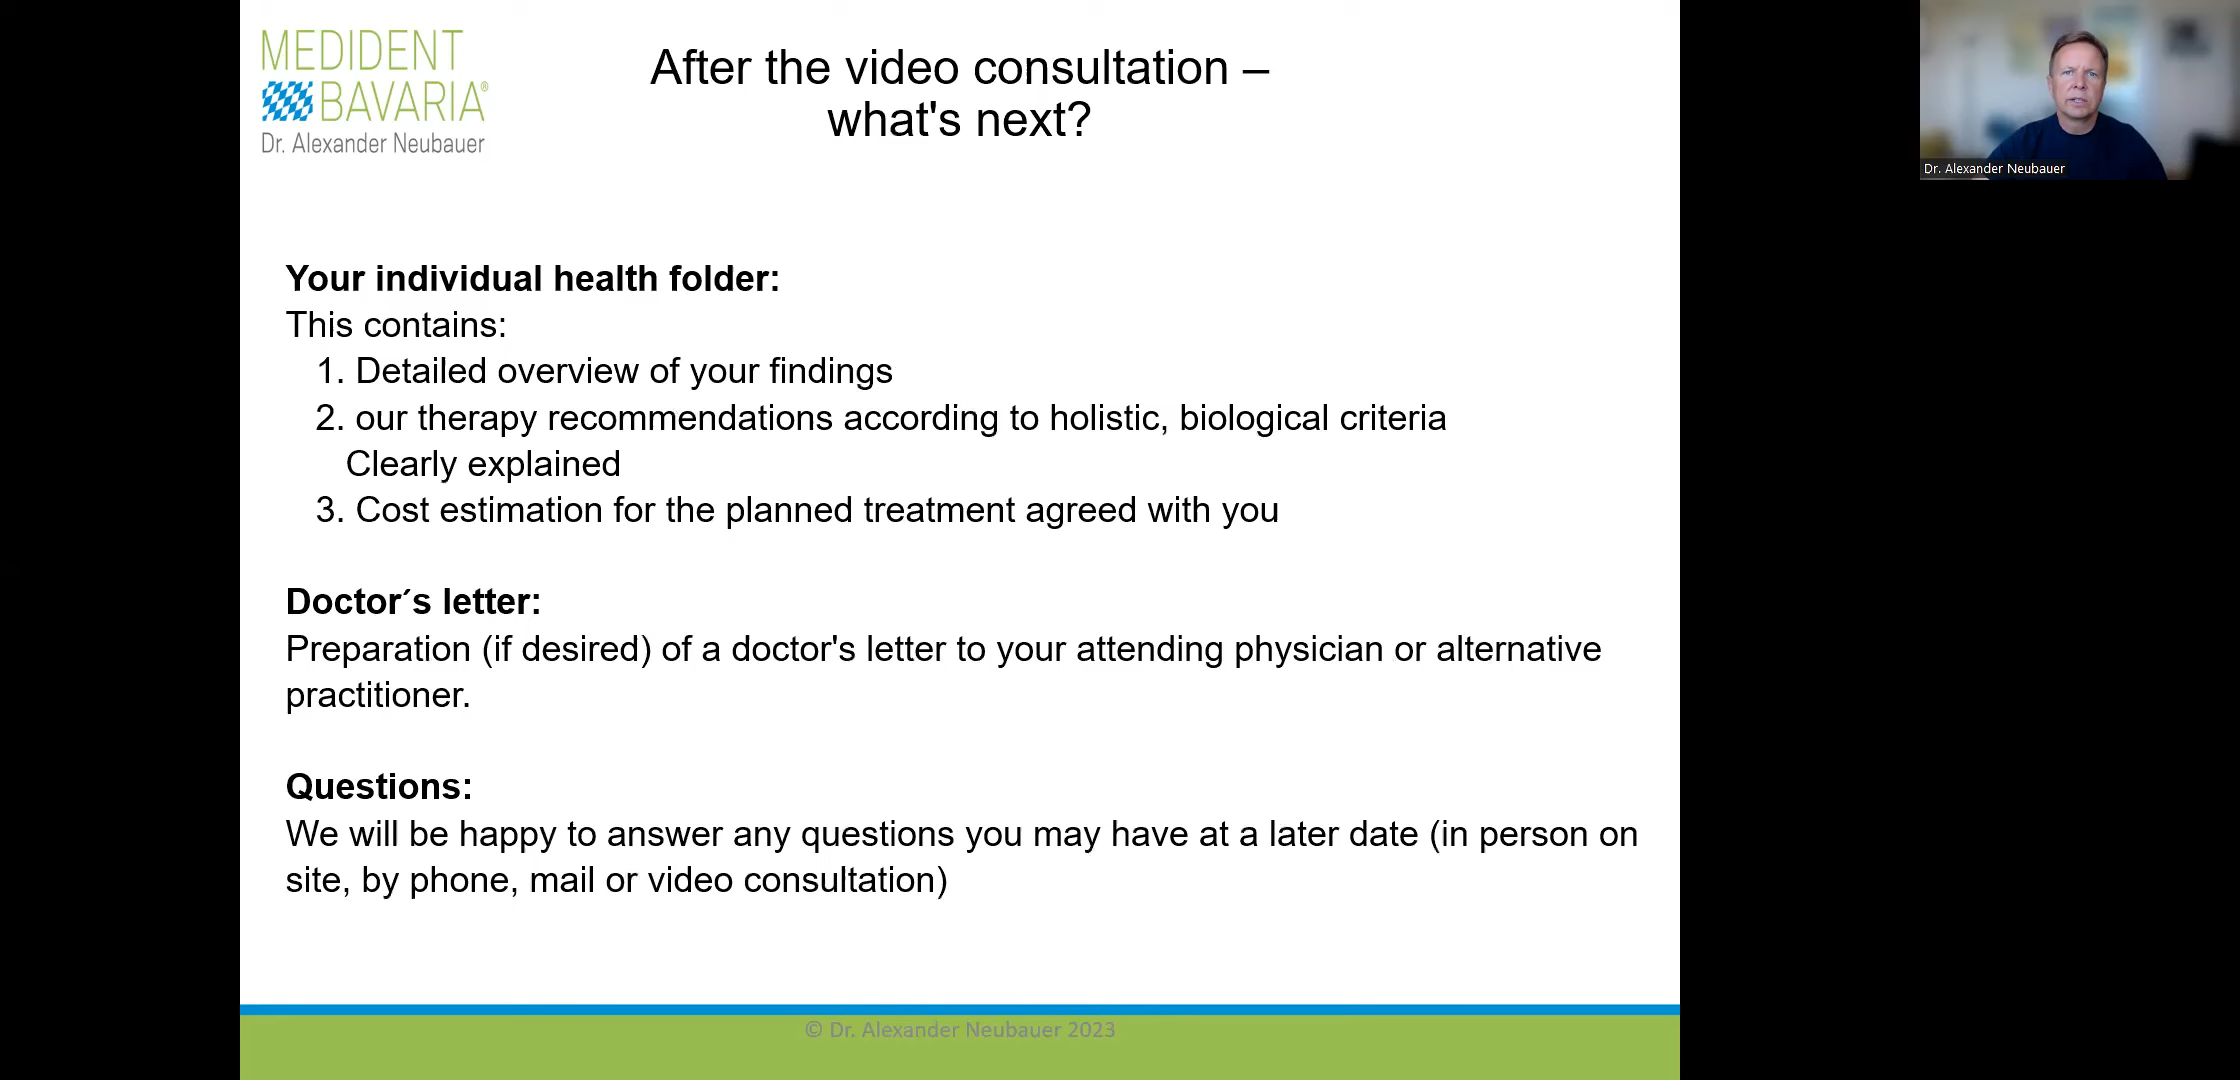 MEDIDENT
BAVARIA®
Dr. Alexander Neubauer
After the video consultation –
what's next?
Dr. Alexander Neubauer
Your individual health folder:
This contains:
1. Detailed overview of your findings
2. our therapy recommendations according to holistic, biological criteria
Clearly explained
3. Cost estimation for the planned treatment agreed with you
Doctor´s letter:
Preparation (if desired) of a doctor's letter to your attending physician or alternative
practitioner.
Questions:
We will be happy to answer any questions you may have at a later date (in person on
site, by phone, mail or video consultation)
© Dr. Alexander Neubauer 2023